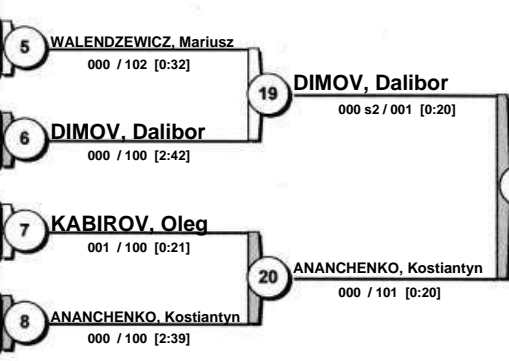 5
WALENDZEWICZ, Mariusz
000 / 102 [0:32]
19
DIMOV, Dalibor
000 s2 / 001 [0:20]
6
DIMOV, Dalibor
000 / 100 [2:42]
7
KABIROV, Oleg
001 / 100 [0:21]
20
ANANCHENKO, Kostiantyn
000 / 101 [0:20]
8
ANANCHENKO, Kostiantyn
000 / 100 [2:39]